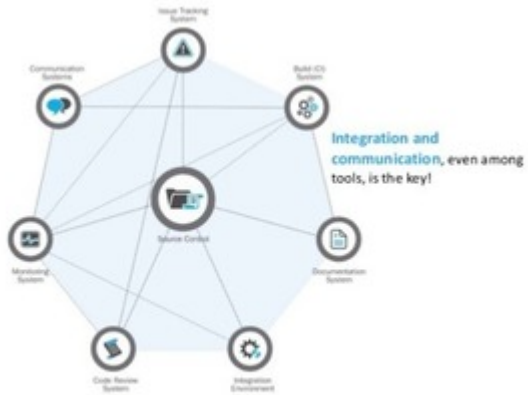 Issue Tracking
System
Communication
Systems
Build (CI)
System
Integration and
communication, even among
tools, is the key!
Source Control
Monitoring
System
Documentation
System
Code Review
System
Integration
Environment